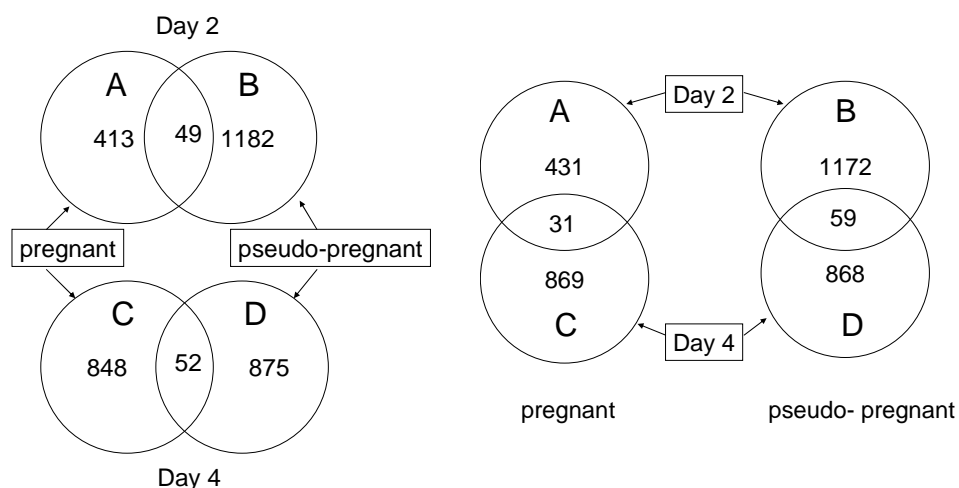 Day 2
A
B
413
49
1182
pregnant
pseudo-pregnant
C
D
848
52
875
Day 4
A
Day 2
B
431
1172
31
59
869
868
C
Day 4
D
pregnant
pseudo- pregnant